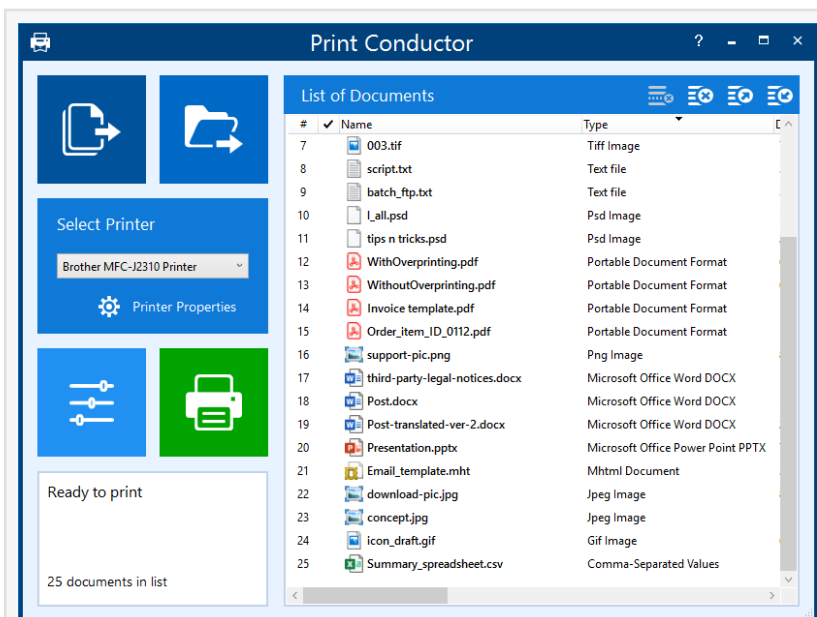 Print Conductor
?
List of Documents
# ✔ Name Type D
7 003.tif Tiff Image
8 script.txt Text file
9 batch_ftp.txt Text file
10 l_all.psd Psd Image
11 tips n tricks.psd Psd Image
12 WithOverprinting.pdf Portable Document Format
13 WithoutOverprinting.pdf Portable Document Format
14 Invoice template.pdf Portable Document Format
15 Order_item_ID_0112.pdf Portable Document Format
16 support-pic.png Png Image
17 third-party-legal-notices.docx Microsoft Office Word DOCX
18 Post.docx Microsoft Office Word DOCX
19 Post-translated-ver-2.docx Microsoft Office Word DOCX
20 Presentation.pptx Microsoft Office Power Point PPTX
21 Email_template.mht Mhtml Document
22 download-pic.jpg Jpeg Image
23 concept.jpg Jpeg Image
24 icon_draft.gif Gif Image
25 Summary_spreadsheet.csv Comma-Separated Values
Select Printer
Brother MFC-J2310 Printer
Printer Properties
Ready to print
25 documents in list